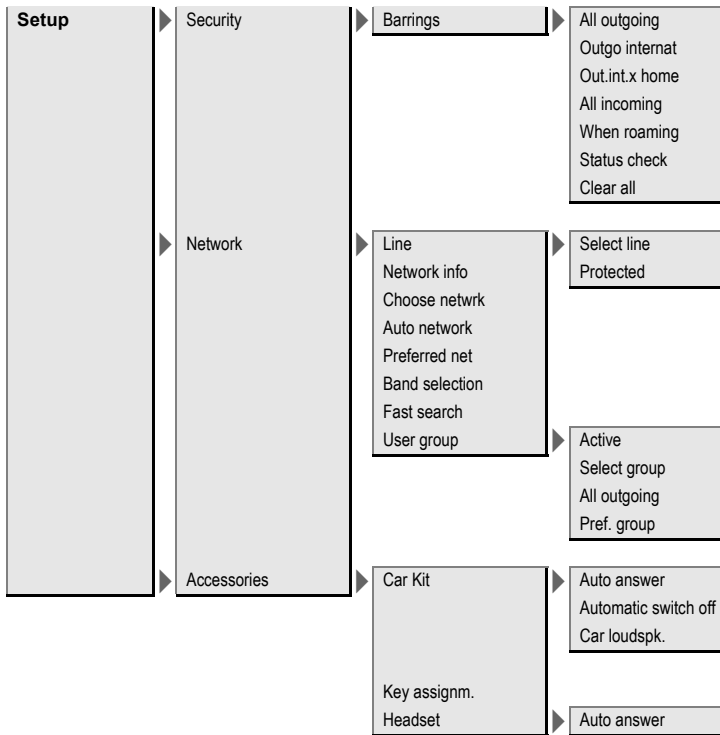 Setup
Security
Barrings
All outgoing
Outgo internat
Out.int.x home
All incoming
When roaming
Status check
Clear all
Network
Line
Select line
Network info
Protected
Choose netwrk
Auto network
Preferred net
Band selection
Fast search
User group
Active
Select group
All outgoing
Pref. group
Accessories
Car Kit
Auto answer
Automatic switch off
Car loudspk.
Key assignm.
Headset
Auto answer